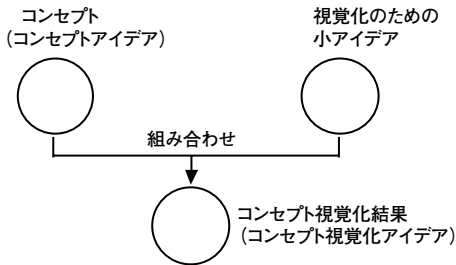 コンセプト
(コンセプトアイデア)
視覚化のための
小アイデア
組み合わせ
コンセプト視覚化結果
(コンセプト視覚化アイデア)